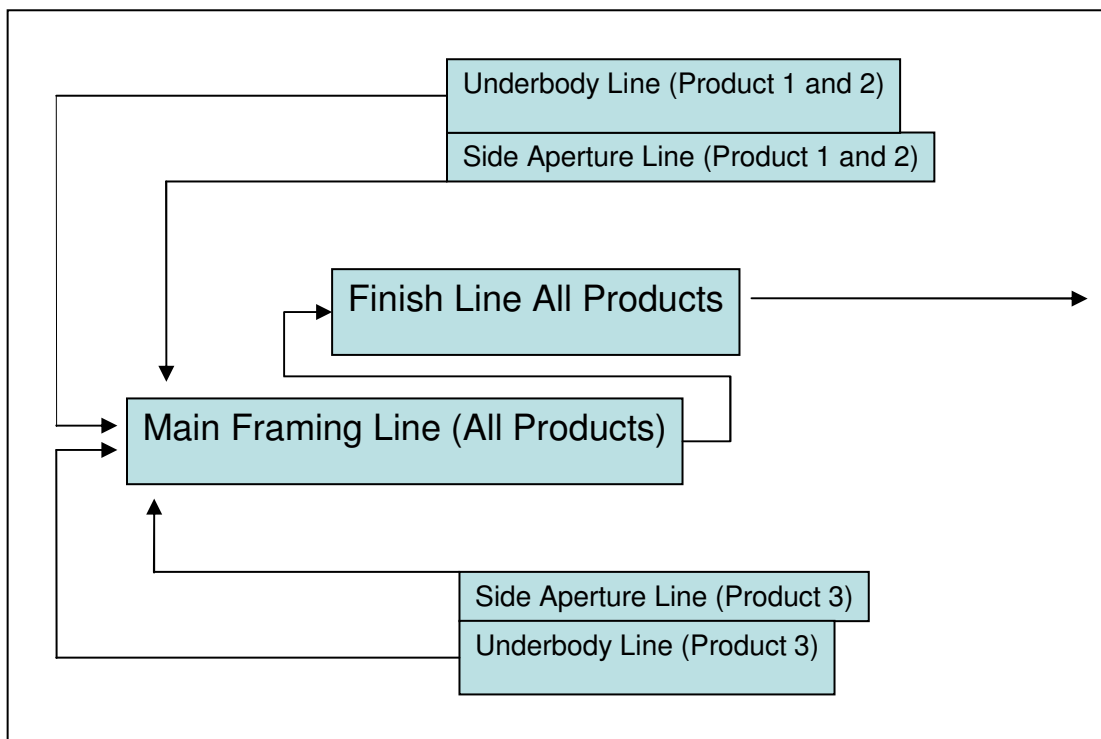 Underbody Line (Product 1 and 2)
Side Aperture Line (Product 1 and 2)
Finish Line All Products
Main Framing Line (All Products)
Side Aperture Line (Product 3)
Underbody Line (Product 3)